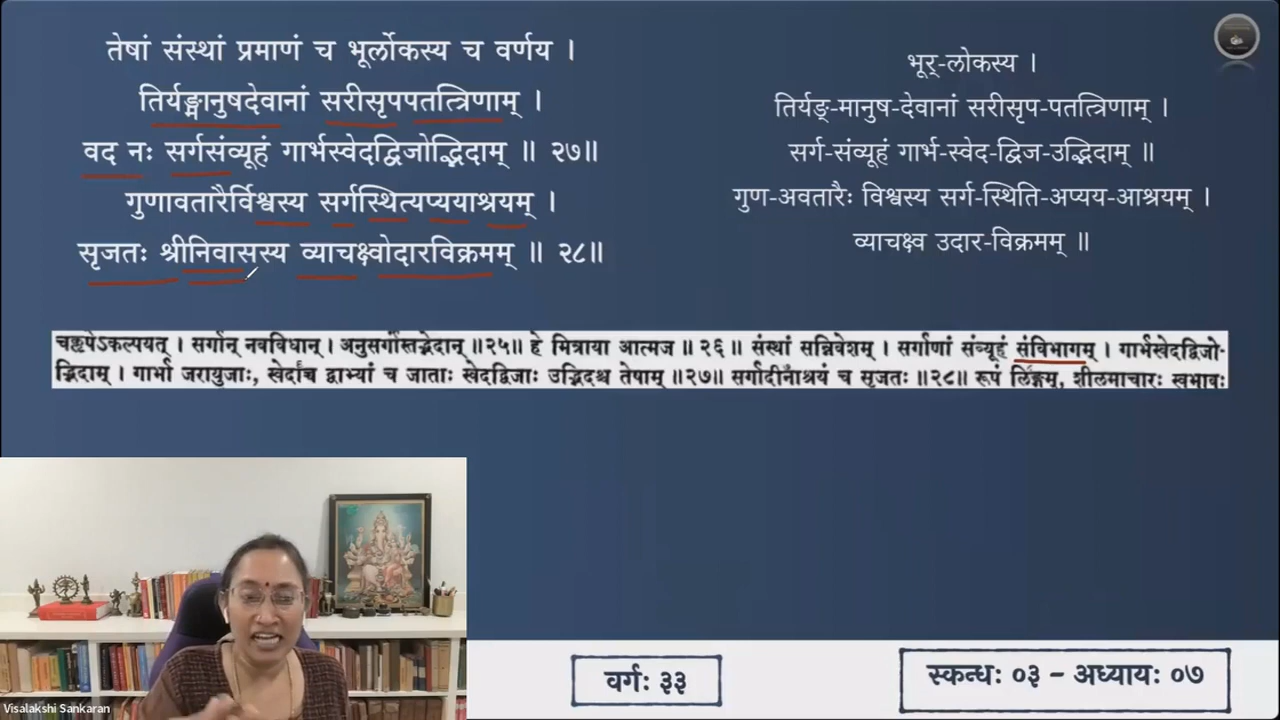 तेषां संस्थां प्रमाणं च भूर्लोकस्य च वर्णय ।
तिर्यङ्मानुषदेवानां सरीसृपपतत्त्रिणाम् ।
वद नः सर्गसंव्यूहं गार्भस्वेदद्विजोद्भिदाम् ॥ २७॥
गुणावतारैर्विश्वस्य सर्गस्थित्यप्ययाश्रयम् ।
सृजतः श्रीनिवासस्य व्याचक्ष्वोदारविक्रमम् ॥ २८॥
भूर्-लोकस्य ।
तिर्यङ्-मानुष-देवानां सरीसृप-पतत्त्रिणाम् ।
सर्ग-संव्यूहं गार्भ-स्वेद-द्विज-उद्भिदाम् ॥
गुण-अवतारैः विश्वस्य सर्ग-स्थिति-अप्यय-आश्रयम् ।
व्याचक्ष्व उदार-विक्रमम् ॥
चक्लृपेऽकल्पयत् । सर्गान् नवविधान् । अनुसर्गांस्तद्भेदान् ॥२५॥ हे मित्राया आत्मज ॥ २६ ॥ संस्थां सन्निवेशम् । सर्गाणां संव्यूहं संविभागम् । गार्भस्वेदद्विजो-
द्भिदाम् । गार्भा जरायुजाः, स्वेदाच्च द्वाभ्यां च जाताः स्वेदद्विजाः उद्भिदश्च तेषाम् ॥२७॥ सर्गादीनाश्रयं च सृजतः ॥२८॥ रूपं लिङ्गम्, शीलमाचारः स्वभावः
वर्गः ३३
स्कन्धः ०३ – अध्यायः ०७
Visalakshi Sankaran